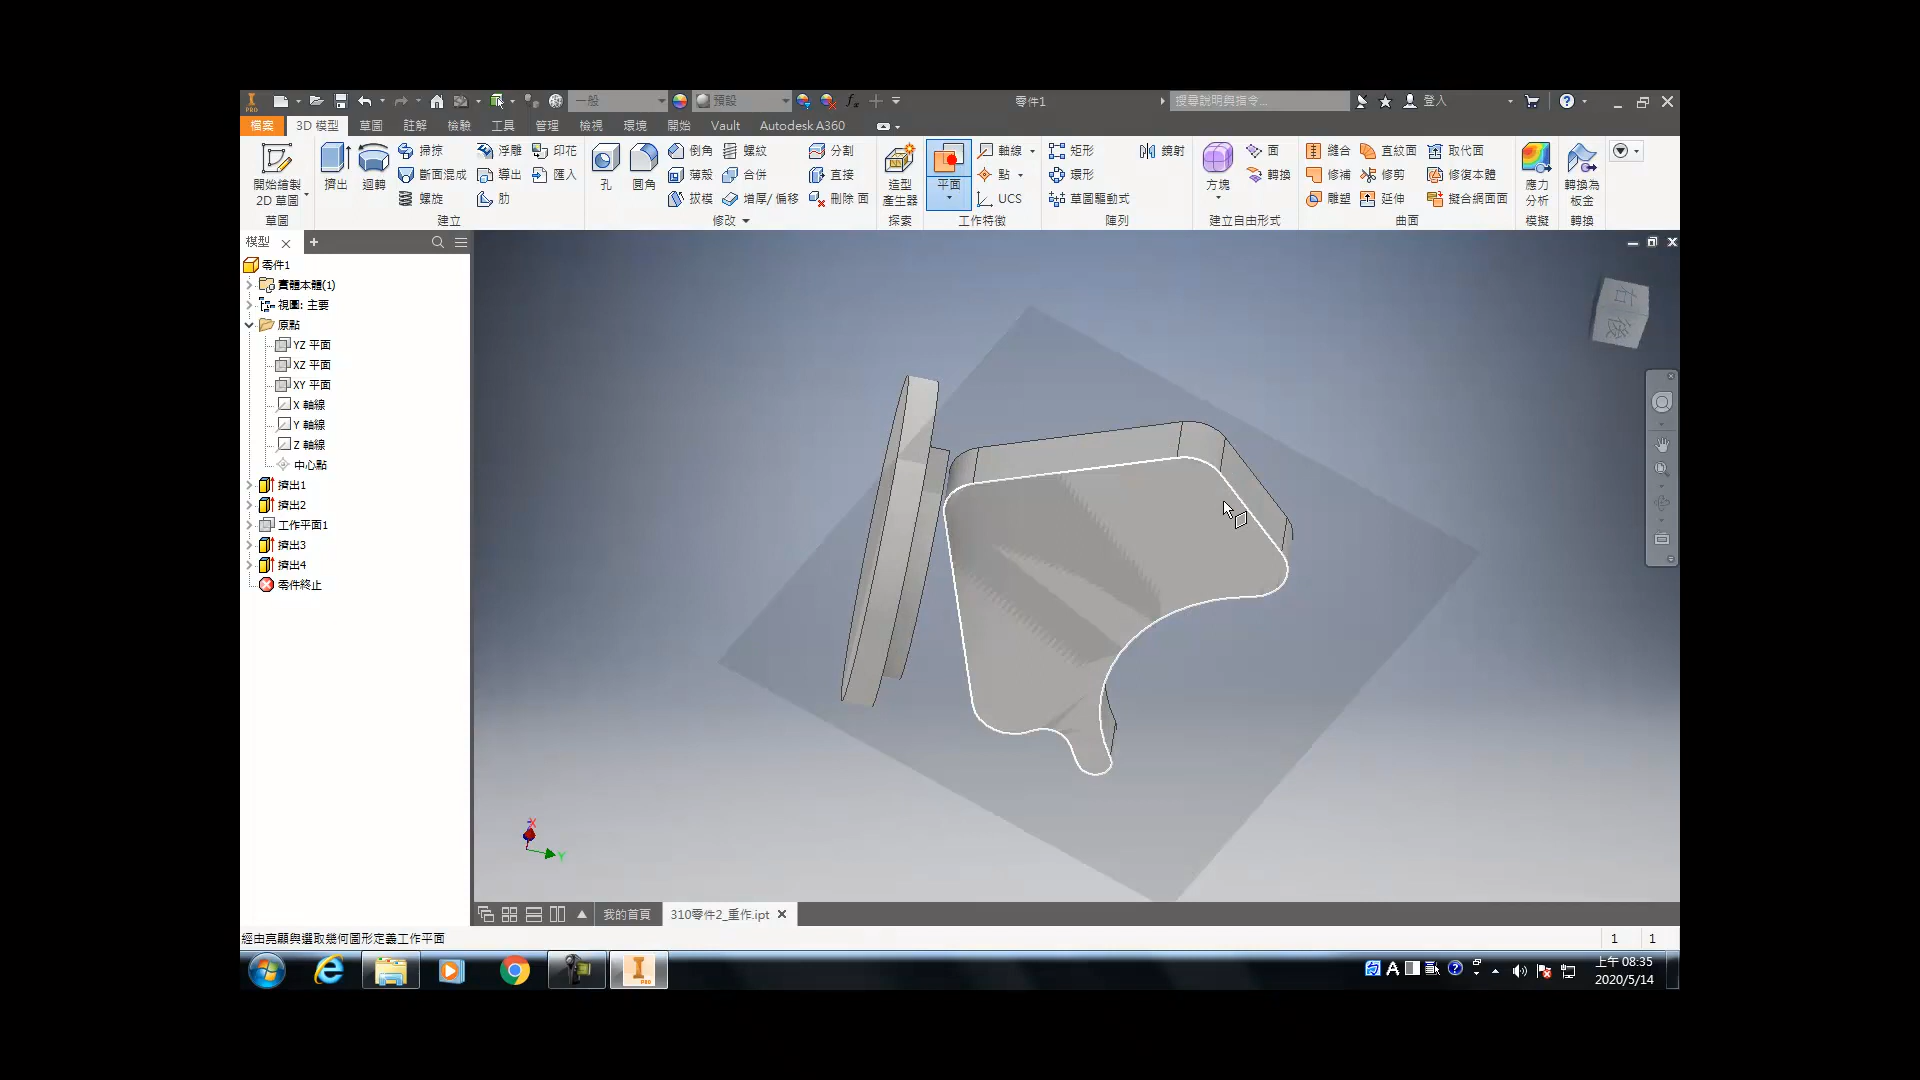 PRO 一般 預設 零件1 搜尋說明與指令... 登入
檔案 3D 模型 草圖 註解 檢驗 工具 管理 檢視 環境 開始 Vault Autodesk A360
開始繪製 2D 草圖 擠出 迴轉 掃掠 浮雕 印花 孔 圓角 倒角 螺紋 分割 造型產生器 平面 軸線 矩形 鏡射 方塊 面 縫合 直紋面 取代面 應力分析 轉換為板金
斷面混成 導出 匯入 薄殼 合併 直接 點 環形 轉換 修補 修剪 修復本體
螺旋 肋 拔模 增厚/ 偏移 刪除 面 UCS 草圖驅動式 雕塑 延伸 擬合網面面
草圖 建立 修改 探索 工作特徵 陣列 建立自由形式 曲面 模擬 轉換
模型
零件1
實體本體(1)
視圖: 主要
原點
YZ 平面
XZ 平面
XY 平面
X 軸線
Y 軸線
Z 軸線
中心點
擠出1
擠出2
工作平面1
擠出3
擠出4
零件終止
右
後
X
Y
我的首頁 310零件2_重作.ipt
經由亮顯與選取幾何圖形定義工作平面 1 1
上午 08:35
2020/5/14